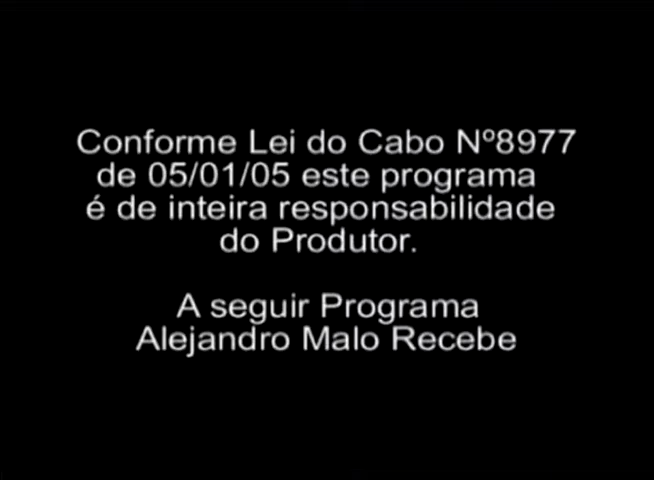 Conforme Lei do Cabo Nº8977
de 05/01/05 este programa
é de inteira responsabilidade
do Produtor.
A seguir Programa
Alejandro Malo Recebe